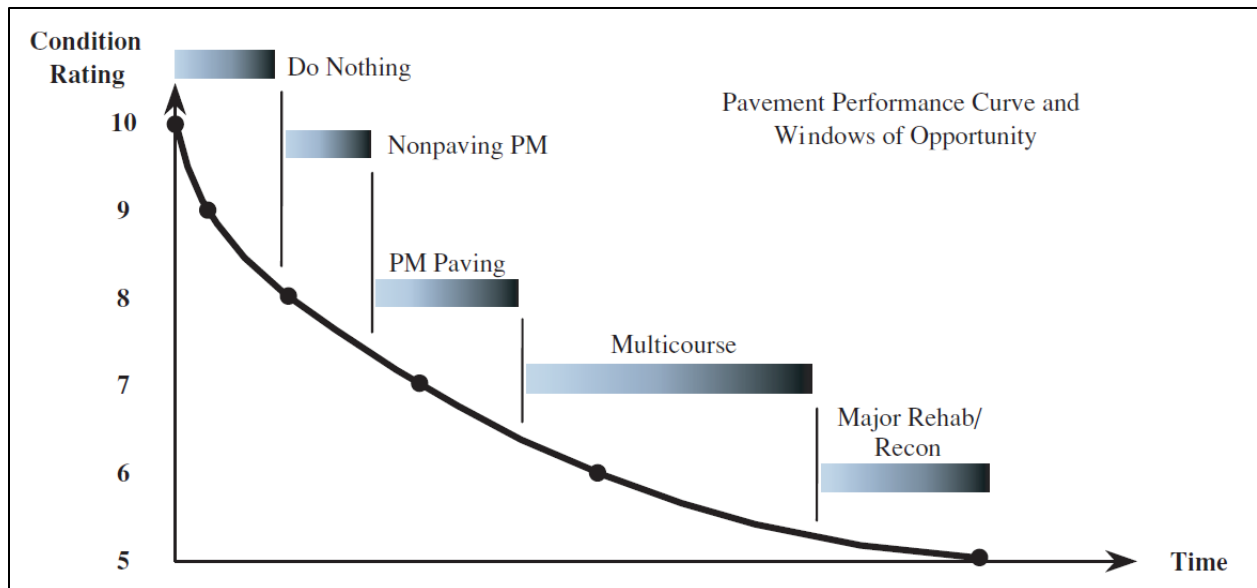 Condition
Rating
Do Nothing
Pavement Performance Curve and
Windows of Opportunity
10
Nonpaving PM
9
PM Paving
8
Multicourse
7
Major Rehab/
Recon
6
5
Time